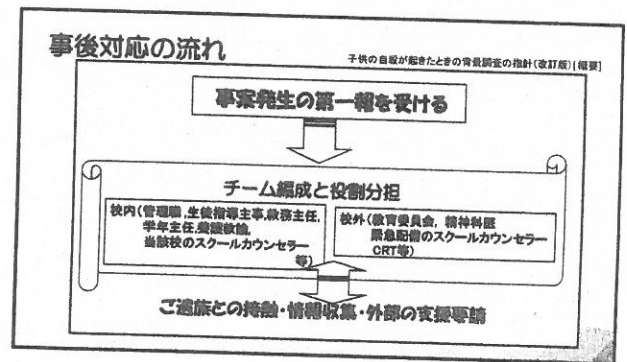 事後対応の流れ
子供の自殺が起きたときの背景調査の指針(改訂版)[概要]
事案発生の第一報を受ける
チーム編成と役割分担
校内(管理職,生徒指導主事,教務主任,
学年主任,養護教諭,
当該校のスクールカウンセラー
等)
校外(教育委員会, 精神科医
緊急配備のスクールカウンセラー
CRT等)
ご遺族との接触・情報収集・外部の支援要請